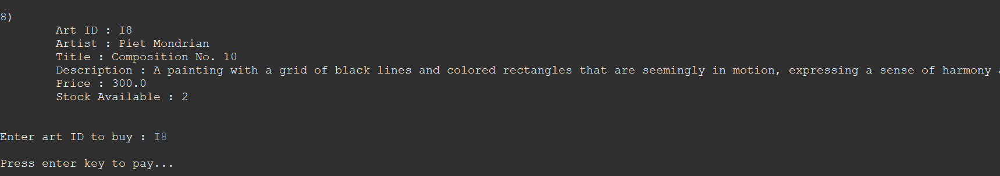 8)
Art ID : I8
Artist : Piet Mondrian
Title : Composition No. 10
Description : A painting with a grid of black lines and colored rectangles that are seemingly in motion, expressing a sense of harmony
Price : 300.0
Stock Available : 2
Enter art ID to buy : I8
Press enter key to pay...